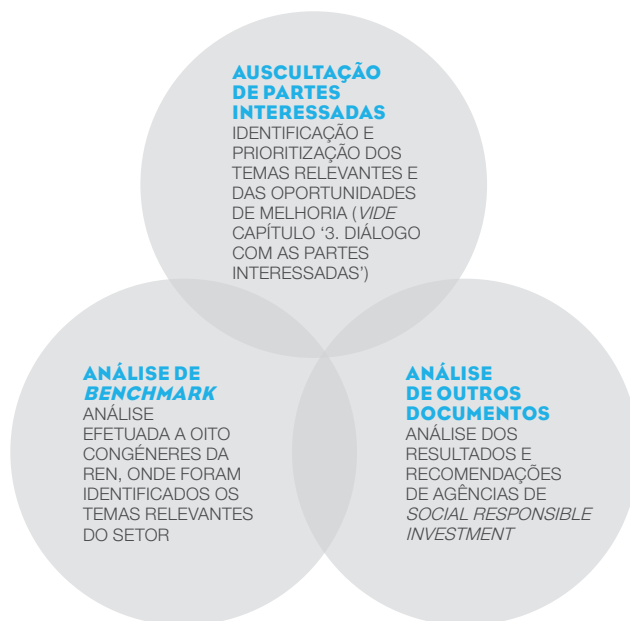 AUSCULTAÇÃO
DE PARTES
INTERESSADAS
IDENTIFICAÇÃO E
PRIORITIZAÇÃO DOS
TEMAS RELEVANTES E
DAS OPORTUNIDADES
DE MELHORIA (VIDE
CAPÍTULO ‘3. DIÁLOGO
COM AS PARTES
INTERESSADAS’)
ANÁLISE DE
BENCHMARK
ANÁLISE
EFETUADA A OITO
CONGÉNERES DA
REN, ONDE FORAM
IDENTIFICADOS OS
TEMAS RELEVANTES
DO SETOR
ANÁLISE
DE OUTROS
DOCUMENTOS
ANÁLISE DOS
RESULTADOS E
RECOMENDAÇÕES
DE AGÊNCIAS DE
SOCIAL RESPONSIBLE
INVESTMENT